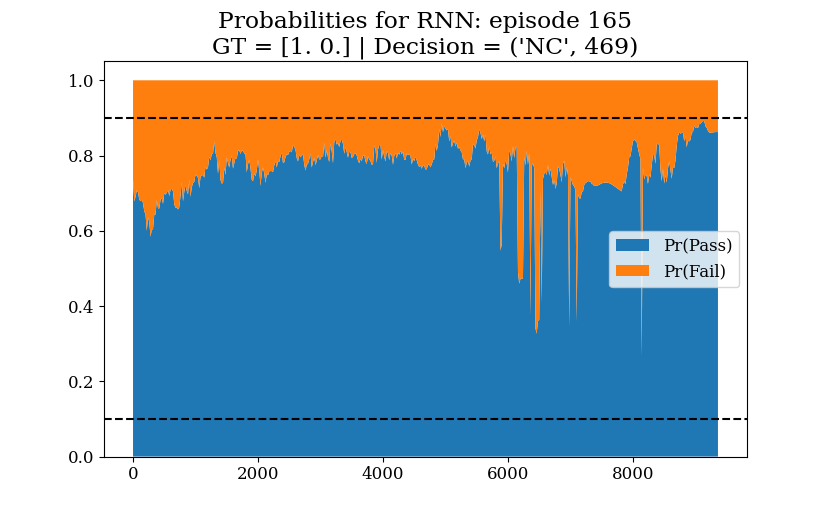 Probabilities for RNN: episode 165
GT = [1. 0.] | Decision = ('NC', 469)
1.0
0.8
0.6
0.4
0.2
0.0
Pr(Pass)
Pr(Fail)
0
2000
4000
6000
8000